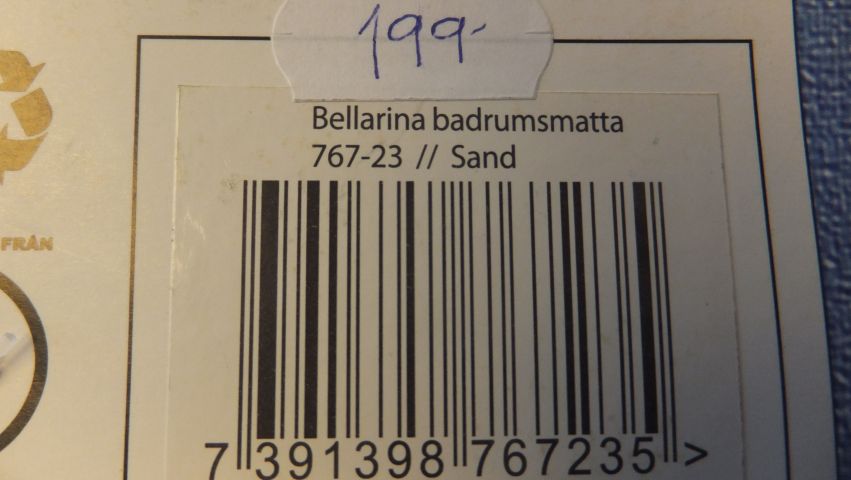 199.-
Bellarina badrumsmatta
767-23 // Sand
FRÅN
7 391398 767235 >